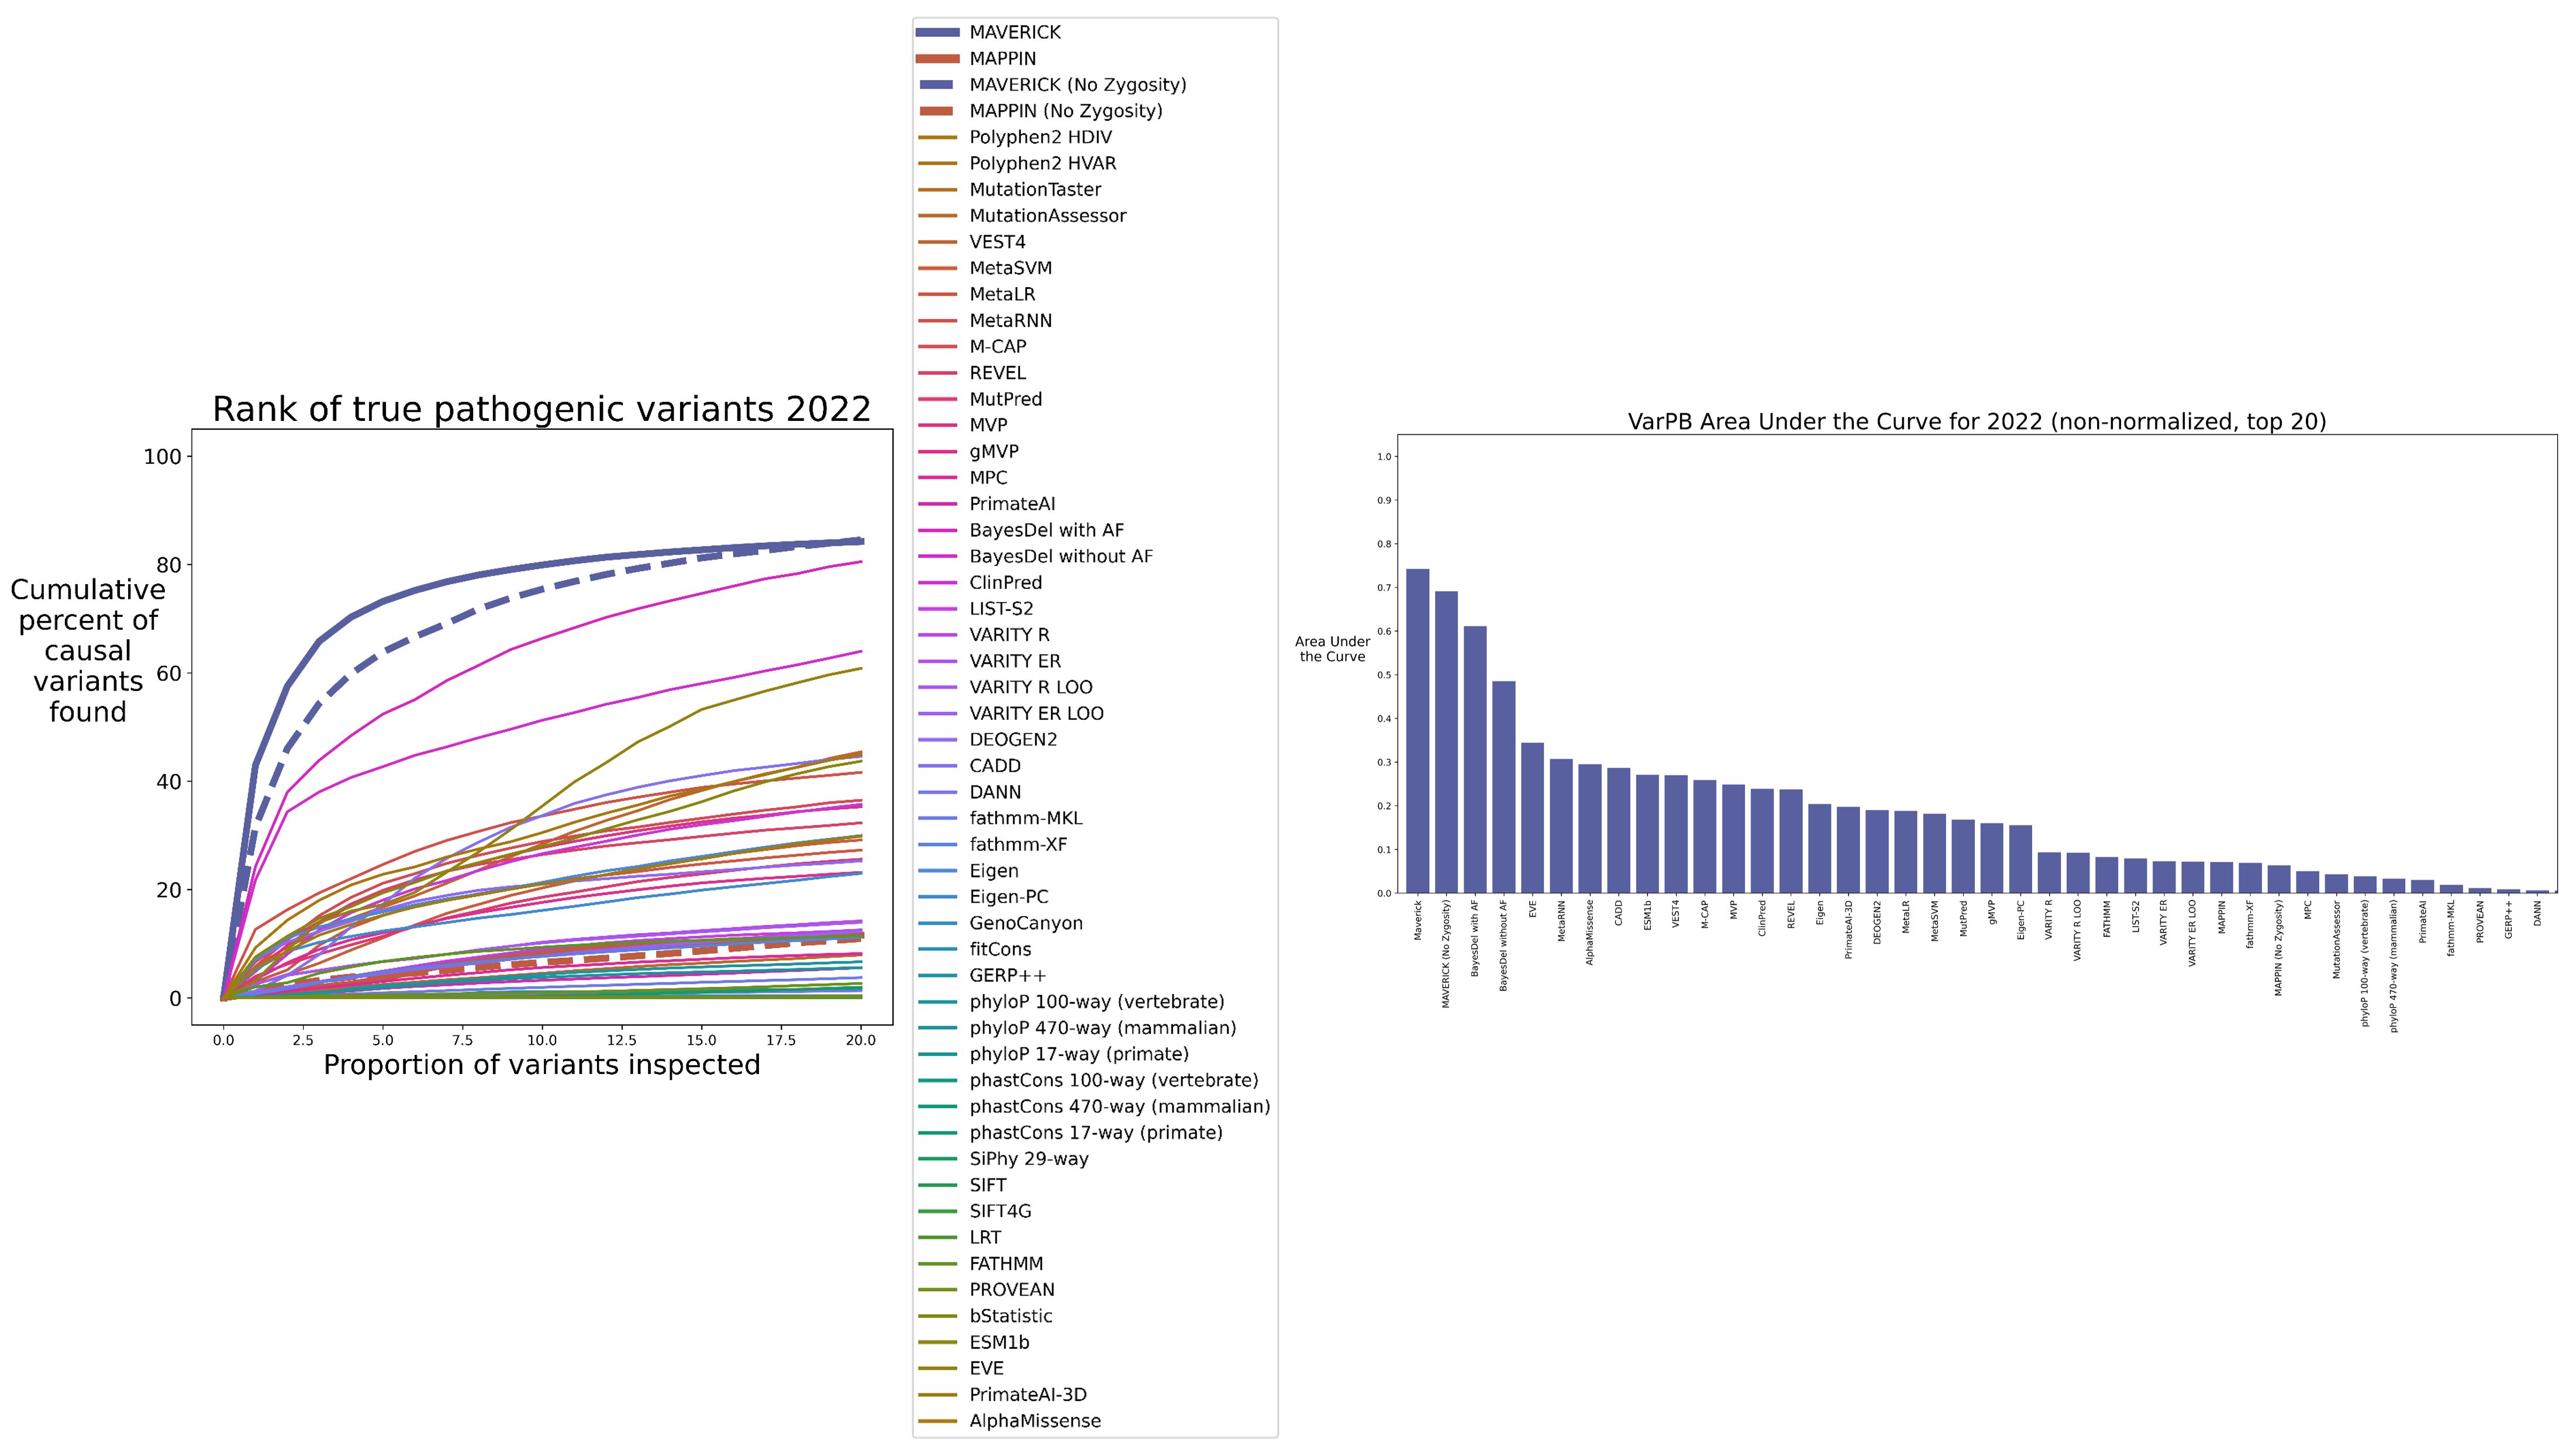 Rank of true pathogenic variants 2022
Cumulative
percent of
causal
variants
found
100
80
60
40
20
0
0.0 2.5 5.0 7.5 10.0 12.5 15.0 17.5 20.0
Proportion of variants inspected
MAVERICK
MAPPIN
MAVERICK (No Zygosity)
MAPPIN (No Zygosity)
Polyphen2 HDIV
Polyphen2 HVAR
MutationTaster
MutationAssessor
VEST4
MetaSVM
MetaLR
MetaRNN
M-CAP
REVEL
MutPred
MVP
gMVP
MPC
PrimateAI
BayesDel with AF
BayesDel without AF
ClinPred
LIST-S2
VARITY R
VARITY ER
VARITY R LOO
VARITY ER LOO
DEOGEN2
CADD
DANN
fathmm-MKL
fathmm-XF
Eigen
Eigen-PC
GenoCanyon
fitCons
GERP++
phyloP 100-way (vertebrate)
phyloP 470-way (mammalian)
phyloP 17-way (primate)
phastCons 100-way (vertebrate)
phastCons 470-way (mammalian)
phastCons 17-way (primate)
SiPhy 29-way
SIFT
SIFT4G
LRT
FATHMM
PROVEAN
bStatistic
ESM1b
EVE
PrimateAI-3D
AlphaMissense
VarPB Area Under the Curve for 2022 (non-normalized, top 20)
Area Under
the Curve
1.0
0.9
0.8
0.7
0.6
0.5
0.4
0.3
0.2
0.1
0.0
Maverick
MAVERICK (No Zygosity)
BayesDel with AF
BayesDel without AF
EVE
MetaRNN
AlphaMissense
CADD
ESM1b
VEST4
M-CAP
MVP
ClinPred
REVEL
Eigen
PrimateAI-3D
DEOGEN2
MetaLR
MetaSVM
MutPred
gMVP
Eigen-PC
VARITY R
VARITY R LOO
FATHMM
LIST-S2
VARITY ER
VARITY ER LOO
MAPPIN
fathmm-XF
MAPPIN (No Zygosity)
MPC
MutationAssessor
phyloP 100-way (vertebrate)
phyloP 470-way (mammalian)
PrimateAI
fathmm-MKL
PROVEAN
GERP++
DANN